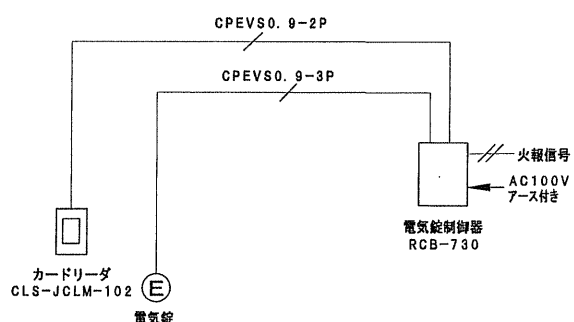 CPEVS0. 9-2P
CPEVS0. 9-3P
火報信号
AC100V
アース付き
電気錠制御器
RCB-730
カードリーダ
CLS-JCLM-102
E
電気錠